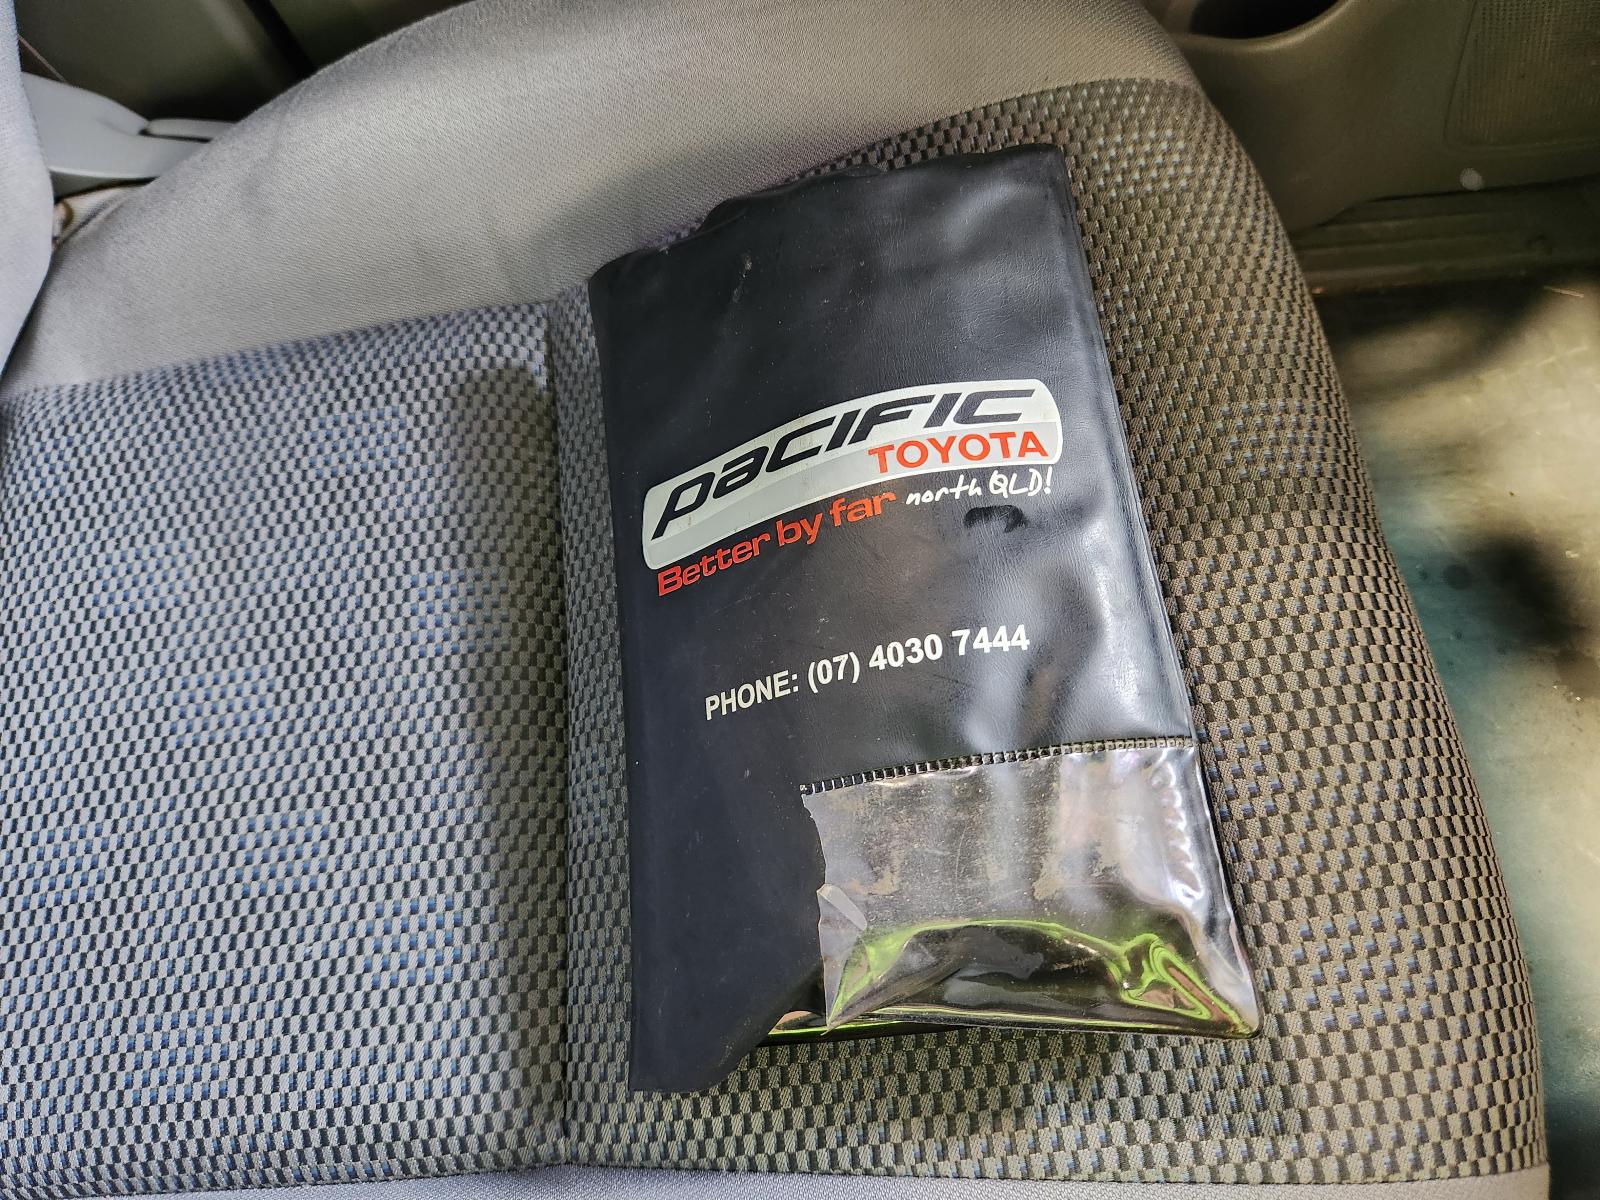 PACIFIC
TOYOTA
Better by far north QLD!
PHONE: (07) 4030 7444